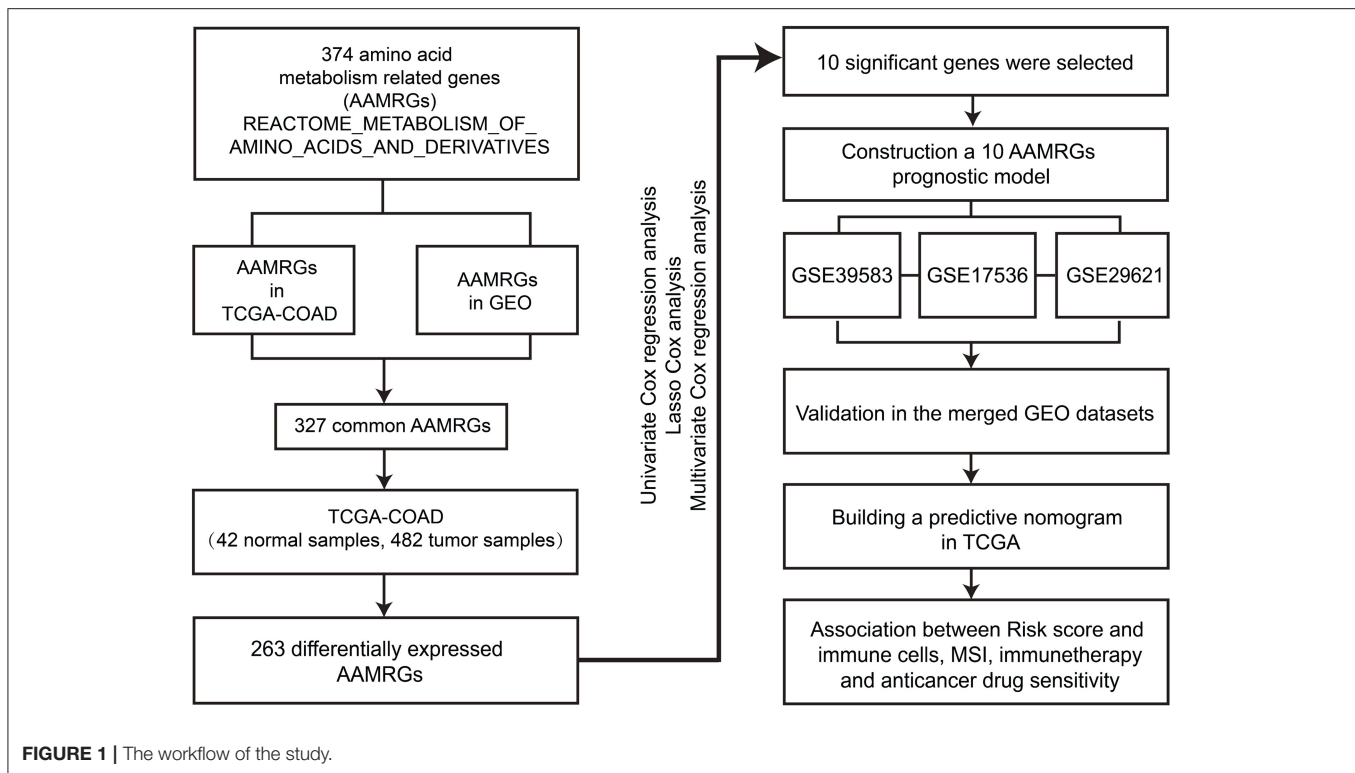 374 amino acid
metabolism related genes
(AAMRGs)
REACTOME_METABOLISM_OF_
AMINO_ACIDS_AND_DERIVATIVES
AAMRGs
in
TCGA-COAD
AAMRGs
in GEO
327 common AAMRGs
TCGA-COAD
（42 normal samples, 482 tumor samples）
263 differentially expressed
AAMRGs
Univariate Cox regression analysis
Lasso Cox analysis
Multivariate Cox regression analysis
10 significant genes were selected
Construction a 10 AAMRGs
prognostic model
GSE39583
GSE17536
GSE29621
Validation in the merged GEO datasets
Building a predictive nomogram
in TCGA
Association between Risk score and
immune cells, MSI, immunetherapy
and anticancer drug sensitivity
FIGURE 1 | The workflow of the study.